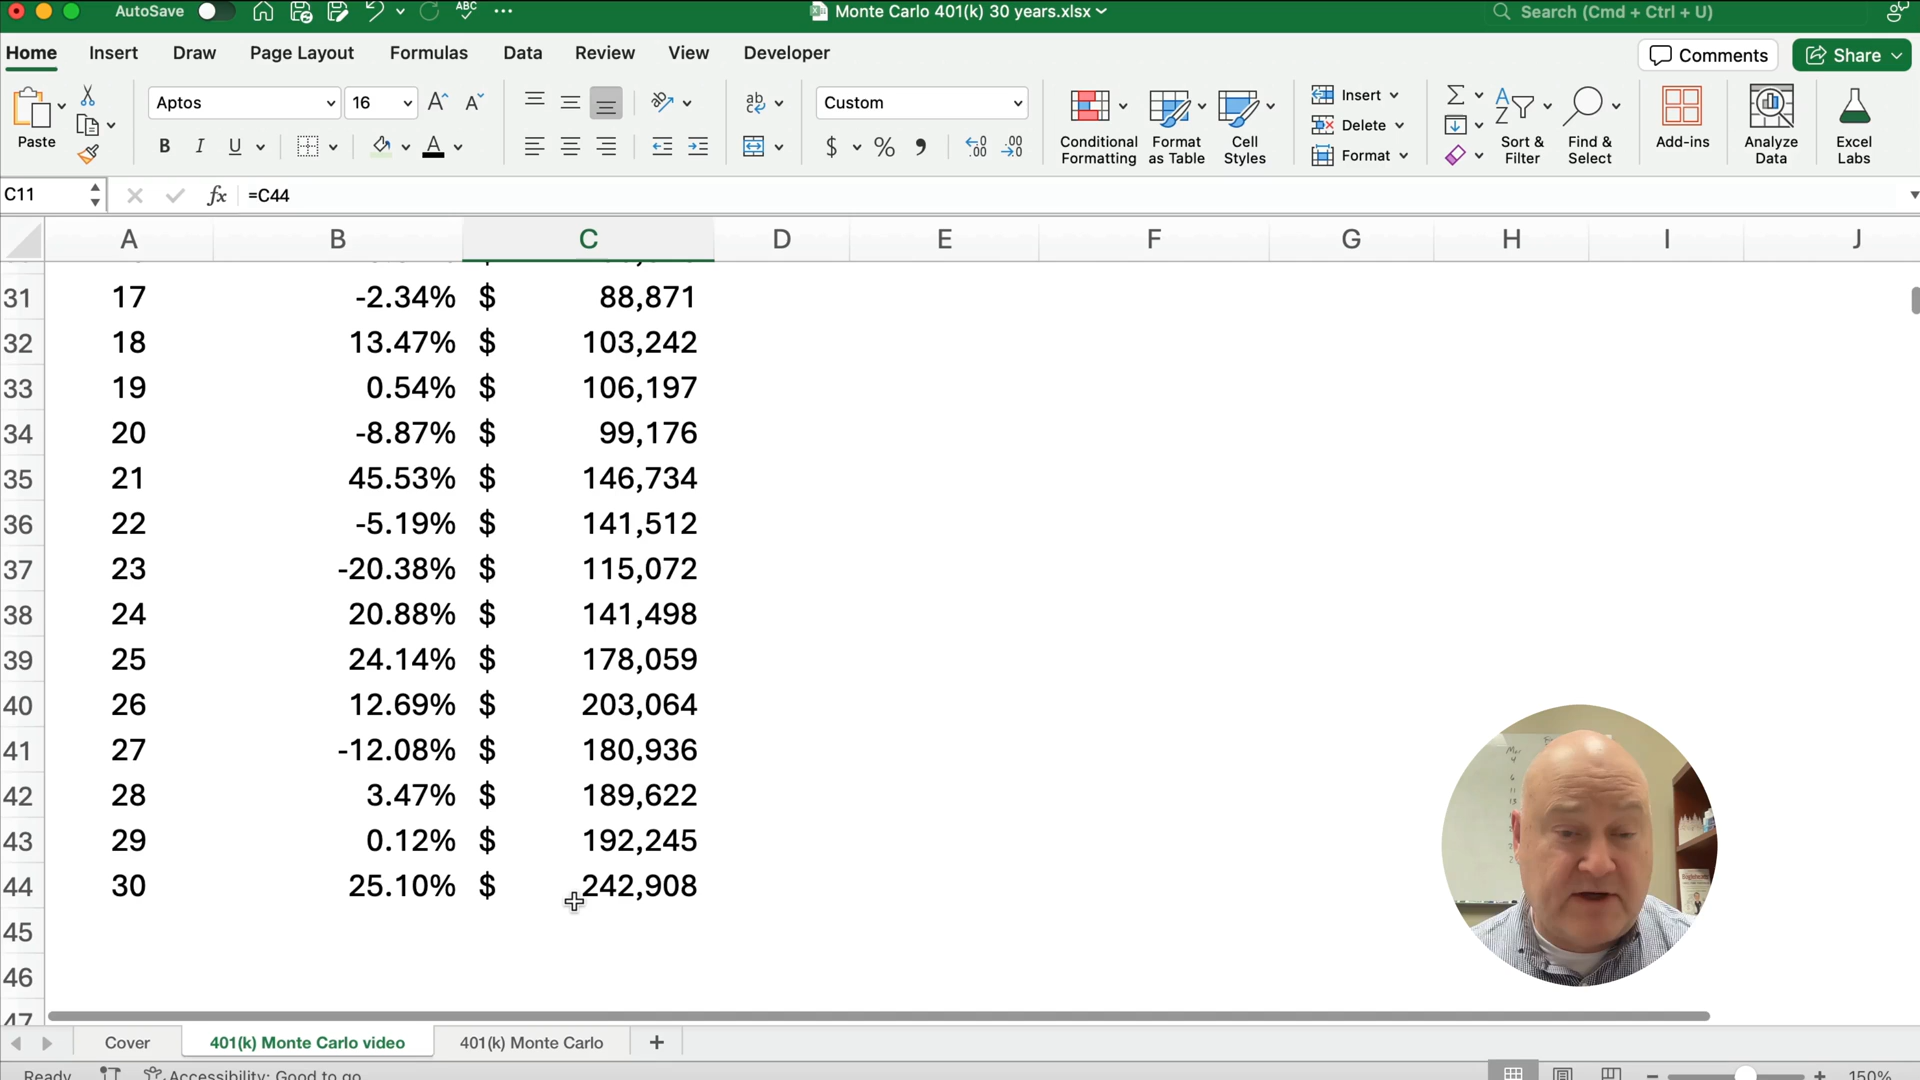 AutoSave
ABC
Monte Carlo 401(k) 30 years.xlsx
Search (Cmd + Ctrl + U)
Home Insert Draw Page Layout Formulas Data Review View Developer
Comments
Share
Paste
Aptos
16
Custom
Conditional Formatting
Format as Table
Cell Styles
Insert
Delete
Format
Sort & Filter
Find & Select
Add-ins
Analyze Data
Excel Labs
C11
fx =C44
A B C D E F G H I J
31 17 -2.34% $ 88,871
32 18 13.47% $ 103,242
33 19 0.54% $ 106,197
34 20 -8.87% $ 99,176
35 21 45.53% $ 146,734
36 22 -5.19% $ 141,512
37 23 -20.38% $ 115,072
38 24 20.88% $ 141,498
39 25 24.14% $ 178,059
40 26 12.69% $ 203,064
41 27 -12.08% $ 180,936
42 28 3.47% $ 189,622
43 29 0.12% $ 192,245
44 30 25.10% $ 242,908
45
46
47
Cover 401(k) Monte Carlo video 401(k) Monte Carlo +
Ready Accessibility: Good to go 150%